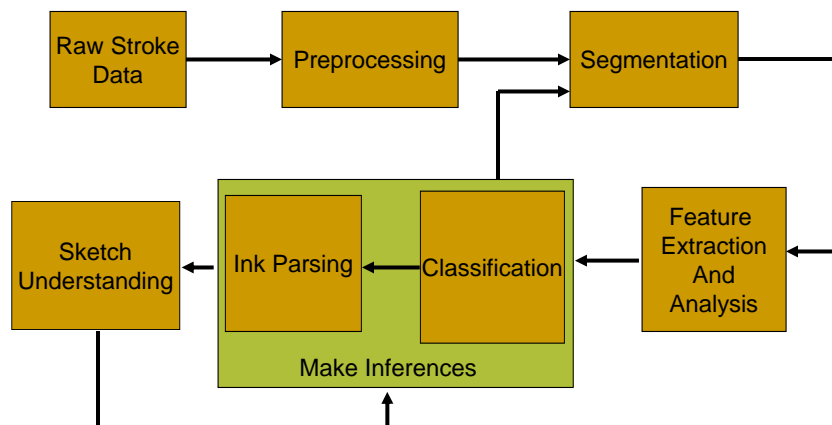 Raw Stroke
Data
Preprocessing
Segmentation
Sketch
Understanding
Ink Parsing
Classification
Feature
Extraction
And
Analysis
Make Inferences